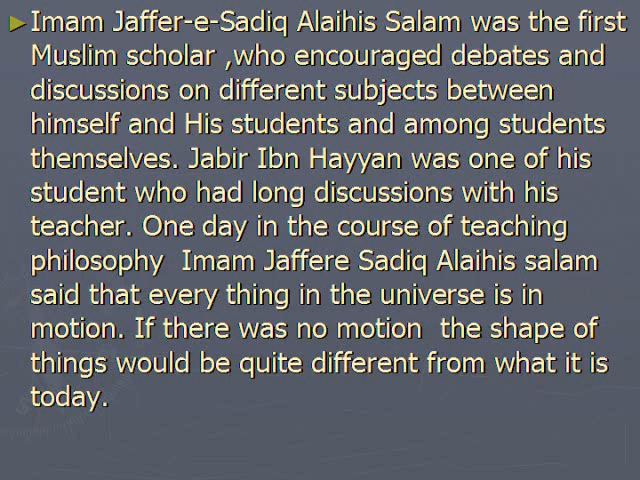 ►Imam Jaffer-e-Sadiq Alaihis Salam was the first
Muslim scholar ,who encouraged debates and
discussions on different subjects between
himself and His students and among students
themselves. Jabir Ibn Hayyan was one of his
student who had long discussions with his
teacher. One day in the course of teaching
philosophy  Imam Jaffere Sadiq Alaihis salam
said that every thing in the universe is in
motion. If there was no motion  the shape of
things would be quite different from what it is
today.